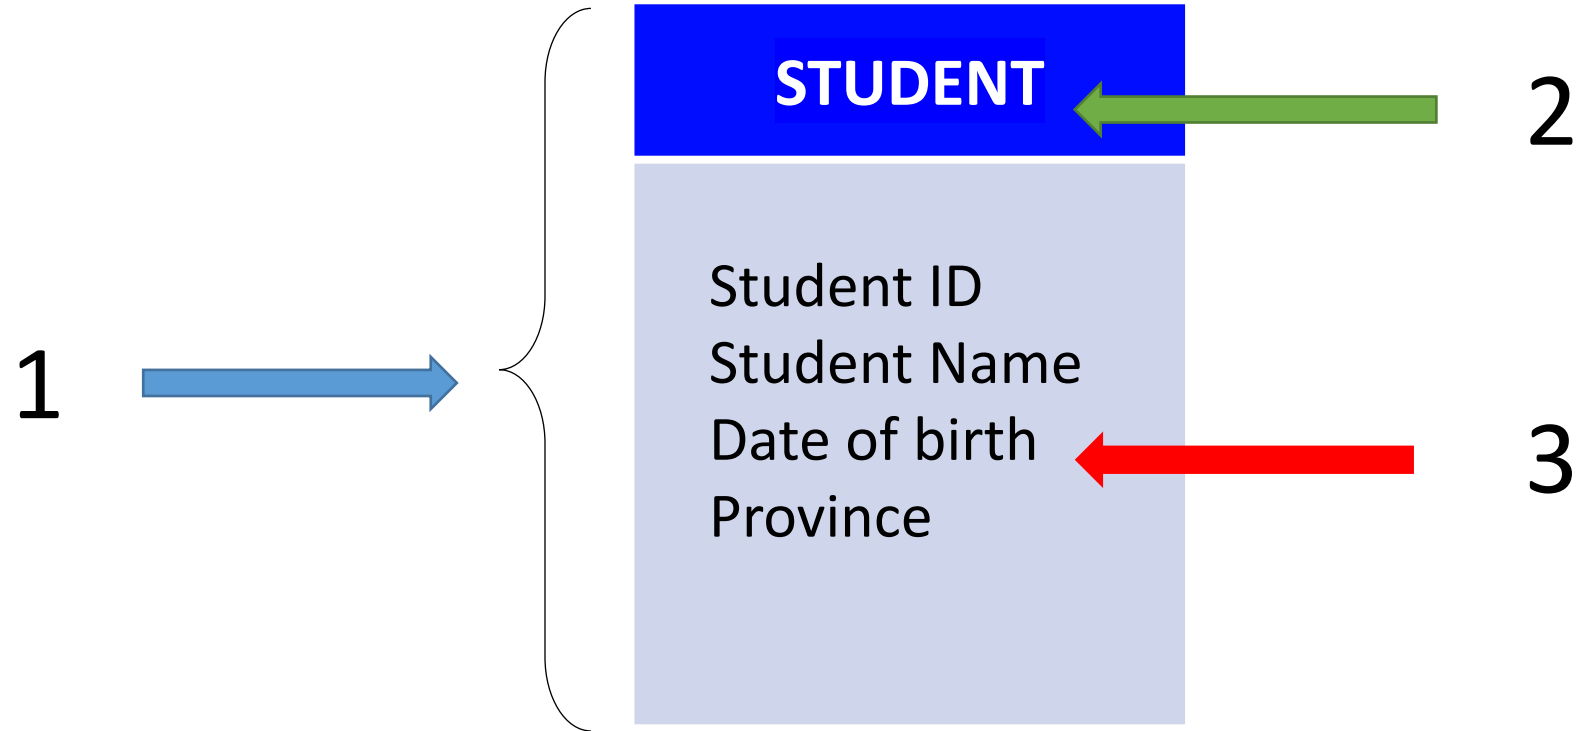 STUDENT
2
Student ID
Student Name
1
Date of birth
3
Province